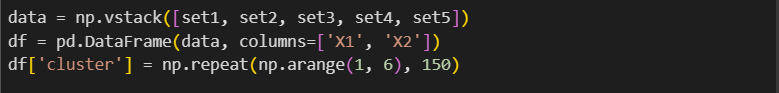 data = np.vstack([set1, set2, set3, set4, set5])
df = pd.DataFrame(data, columns=['X1', 'X2'])
df['cluster'] = np.repeat(np.arange(1, 6), 150)